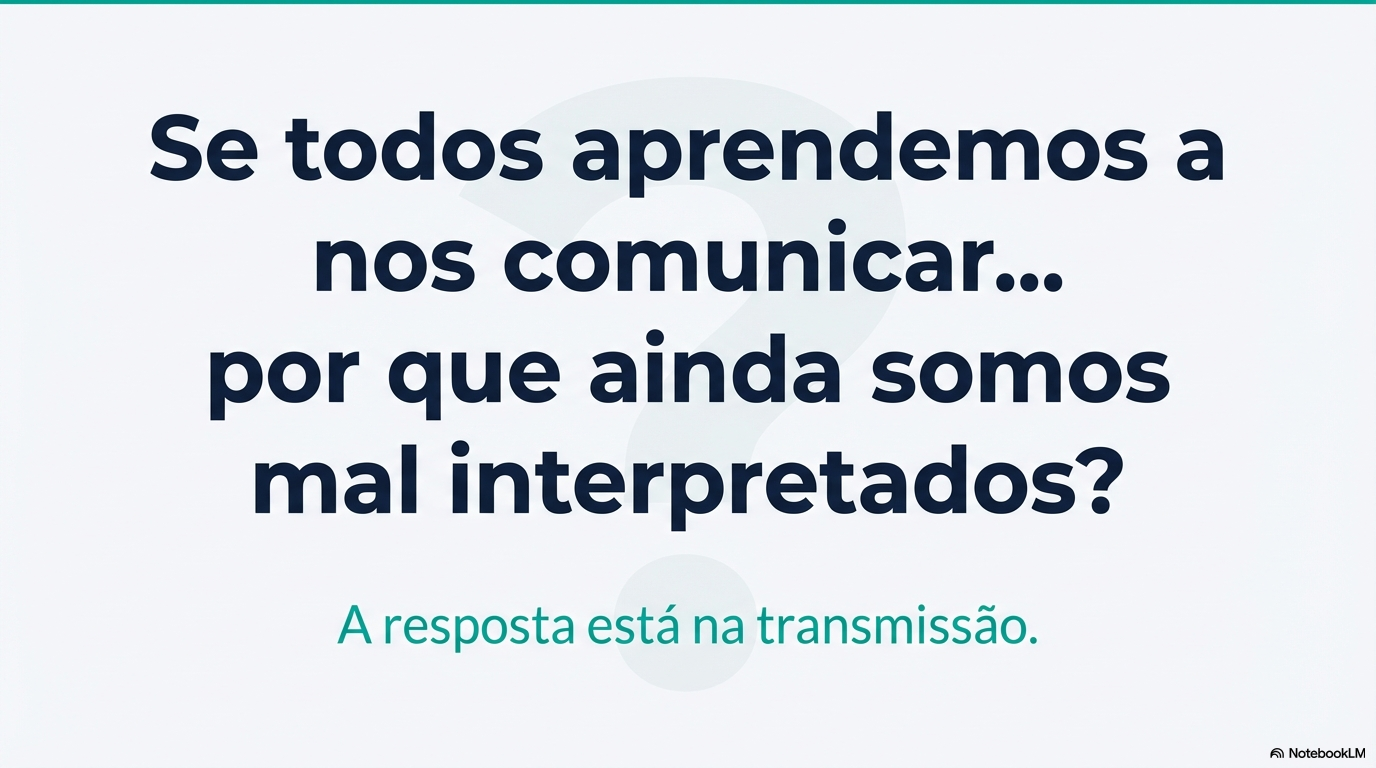 Se todos aprendemos a
nos comunicar...
por que ainda somos
mal interpretados?
A resposta está na transmissão.
NotebookLM